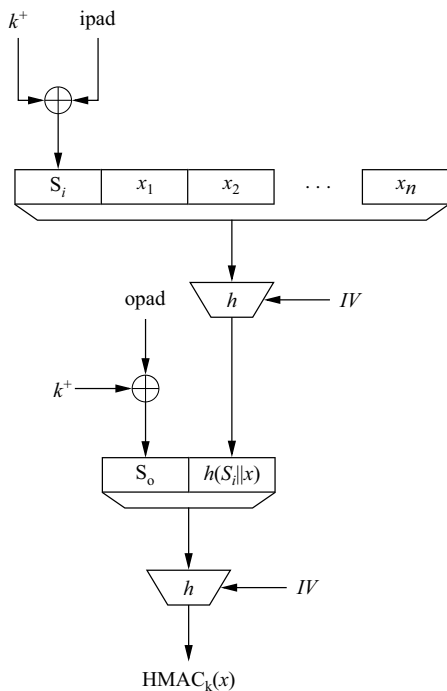 k⁺ ipad
Sᵢ x₁ x₂ . . . xₙ
h IV
opad
k⁺
Sₒ h(Sᵢ||x)
h IV
HMACₖ(x)